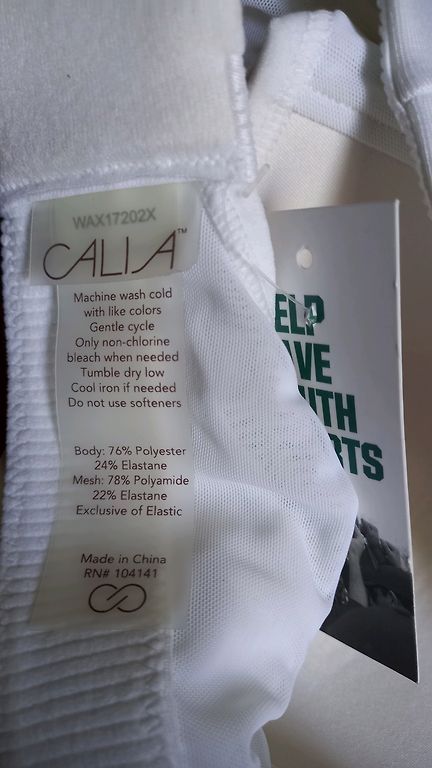 WAX17202X
CALIA™
Machine wash cold
with like colors
Gentle cycle
Only non-chlorine
bleach when needed
Tumble dry low
Cool iron if needed
Do not use softeners
Body: 76% Polyester
24% Elastane
Mesh: 78% Polyamide
22% Elastane
Exclusive of Elastic
Made in China
RN# 104141
ELP
AVE
UTH
RTS